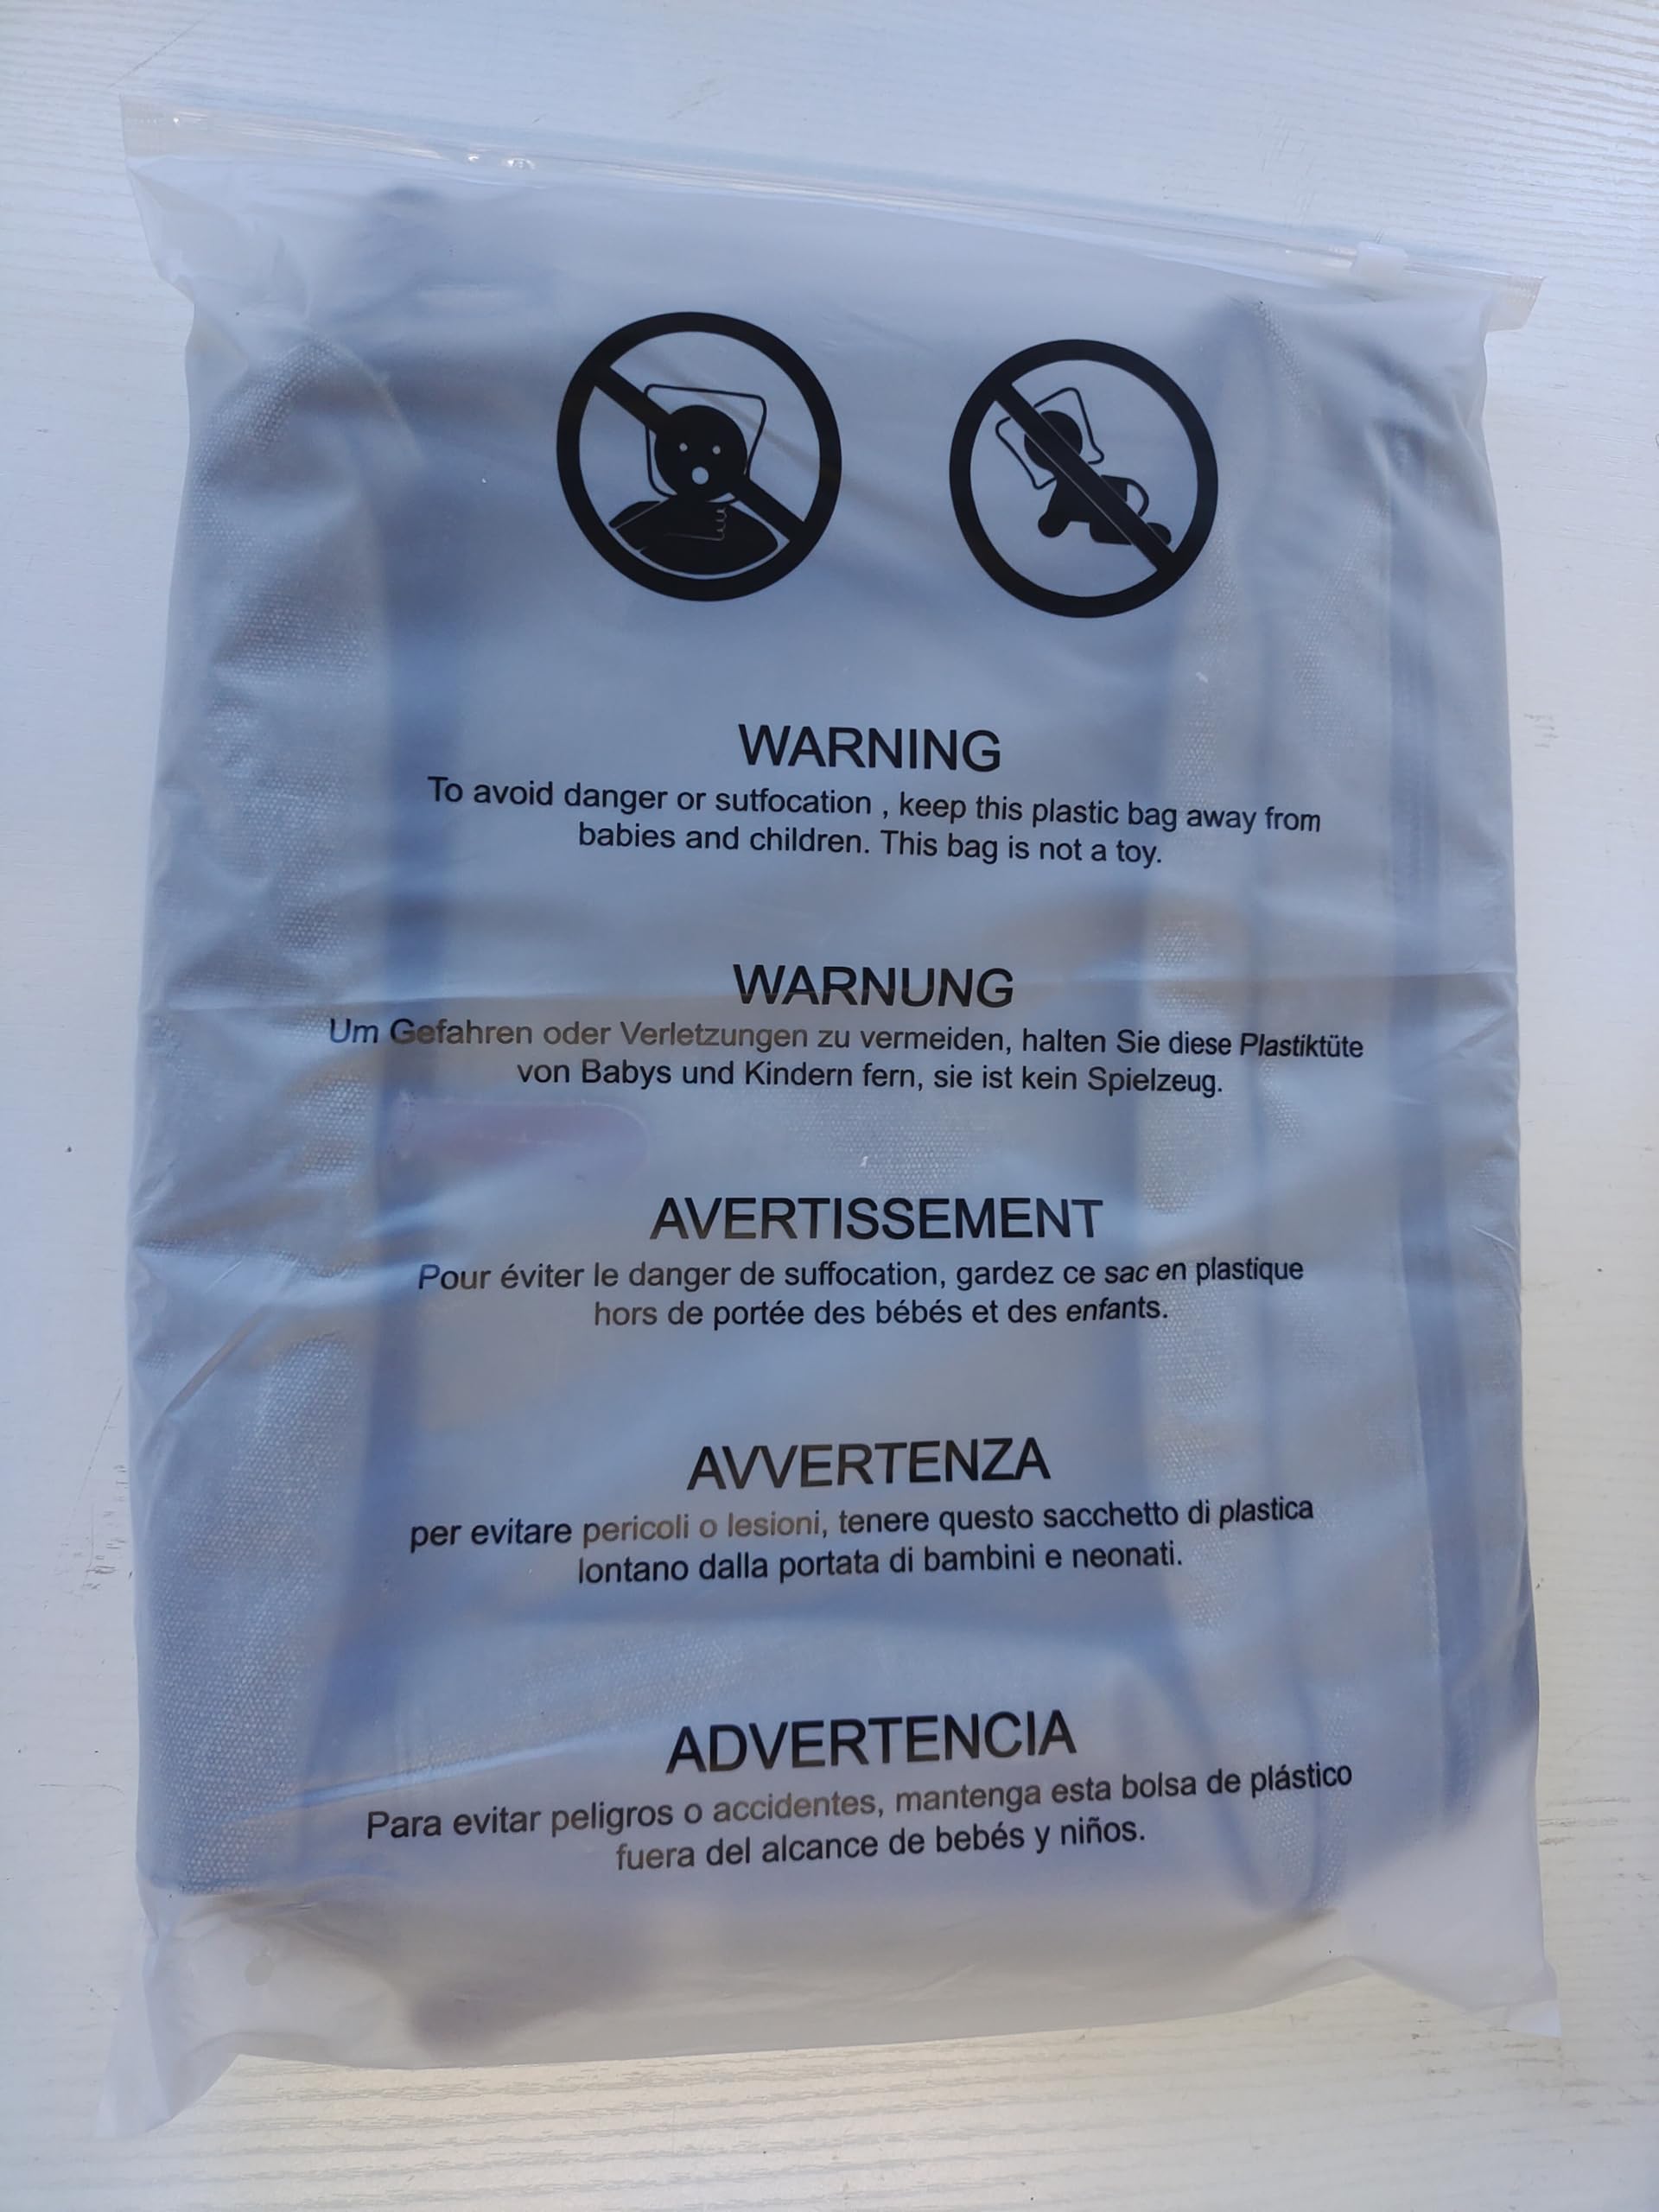 WARNING
To avoid danger or sutfocation , keep this plastic bag away from
babies and children. This bag is not a toy.
WARNUNG
Um Gefahren oder Verletzungen zu vermeiden, halten Sie diese Plastiktüte
von Babys und Kindern fern, sie ist kein Spielzeug.
AVERTISSEMENT
Pour éviter le danger de suffocation, gardez ce sac en plastique
hors de portée des bébés et des enfants.
AVVERTENZA
per evitare pericoli o lesioni, tenere questo sacchetto di plastica
lontano dalla portata di bambini e neonati.
ADVERTENCIA
Para evitar peligros o accidentes, mantenga esta bolsa de plástico
fuera del alcance de bebés y niños.